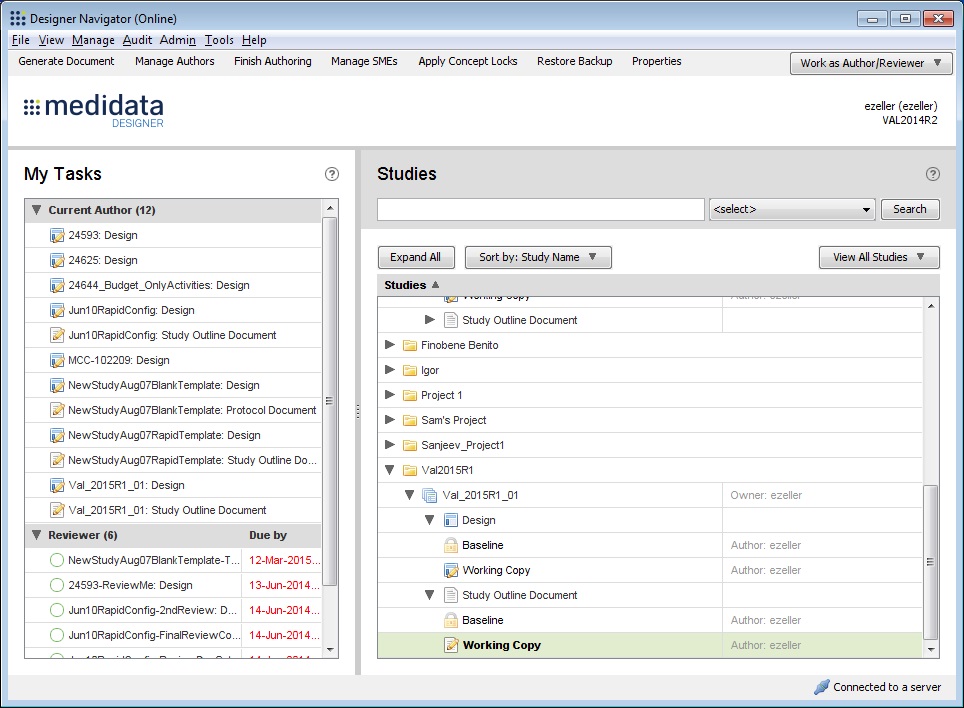 Designer Navigator (Online)
File View Manage Audit Admin Tools Help
Generate Document Manage Authors Finish Authoring Manage SMEs Apply Concept Locks Restore Backup Properties Work as Author/Reviewer
medidata
DESIGNER
ezeller (ezeller)
VAL2014R2
My Tasks ?
Current Author (12)
24593: Design
24625: Design
24644_Budget_OnlyActivities: Design
Jun10RapidConfig: Design
Jun10RapidConfig: Study Outline Document
MCC-102209: Design
NewStudyAug07BlankTemplate: Design
NewStudyAug07BlankTemplate: Protocol Document
NewStudyAug07RapidTemplate: Design
NewStudyAug07RapidTemplate: Study Outline Do...
Val_2015R1_01: Design
Val_2015R1_01: Study Outline Document
Reviewer (6) Due by
NewStudyAug07BlankTemplate-T... 12-Mar-2015...
24593-ReviewMe: Design 13-Jun-2014...
Jun10RapidConfig-2ndReview: D... 14-Jun-2014...
Jun10RapidConfig-FinalReviewCo... 14-Jun-2014...
Studies ?
<select> Search
Expand All Sort by: Study Name View All Studies
Studies
Working Copy Author: ezeller
Study Outline Document
Finobene Benito
Igor
Project 1
Sam's Project
Sanjeev_Project1
Val2015R1
Val_2015R1_01 Owner: ezeller
Design
Baseline Author: ezeller
Working Copy Author: ezeller
Study Outline Document
Baseline Author: ezeller
Working Copy Author: ezeller
Connected to a server